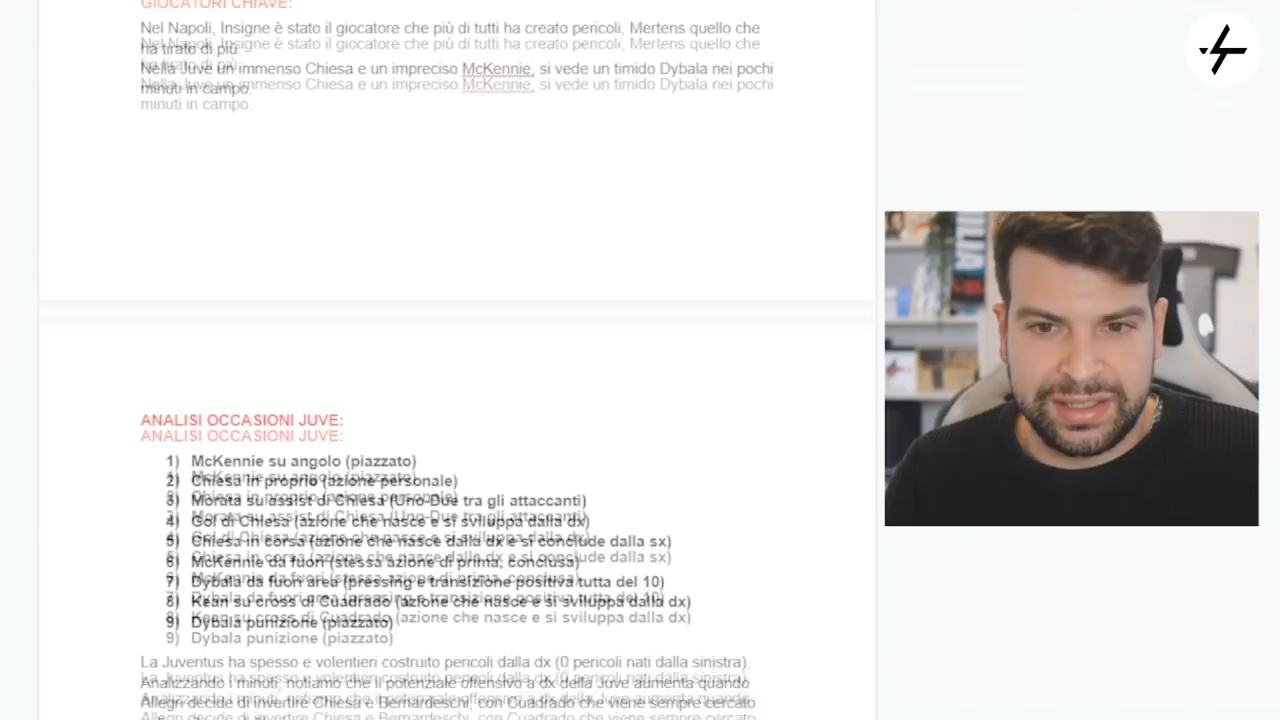 GIOCATORI CHIAVE:
Nel Napoli, Insigne è stato il giocatore che più di tutti ha creato pericoli, Mertens quello che
ha tirato di più.
Nella Juve un immenso Chiesa e un impreciso McKennie, si vede un timido Dybala nei pochi
minuti in campo.
ANALISI OCCASIONI JUVE:
1) McKennie su angolo (piazzato)
2) Chiesa in proprio (azione personale)
3) Morata su assist di Chiesa (Uno-Due tra gli attaccanti)
4) Gol di Chiesa (azione che nasce e si sviluppa dalla dx)
5) Chiesa in corsa (azione che nasce dalla dx e si conclude dalla sx)
6) McKennie da fuori (stessa azione di prima, conclusa)
7) Dybala da fuori area (pressing e transizione positiva tutta del 10)
8) Kean su cross di Cuadrado (azione che nasce e si sviluppa dalla dx)
9) Dybala punizione (piazzato)
La Juventus ha spesso e volentieri costruito pericoli dalla dx (0 pericoli nati dalla sinistra).
Analizzando i minuti, notiamo che il potenziale offensivo a dx della Juve aumenta quando
Allegri decide di invertire Chiesa e Bernardeschi, con Cuadrado che viene sempre cercato